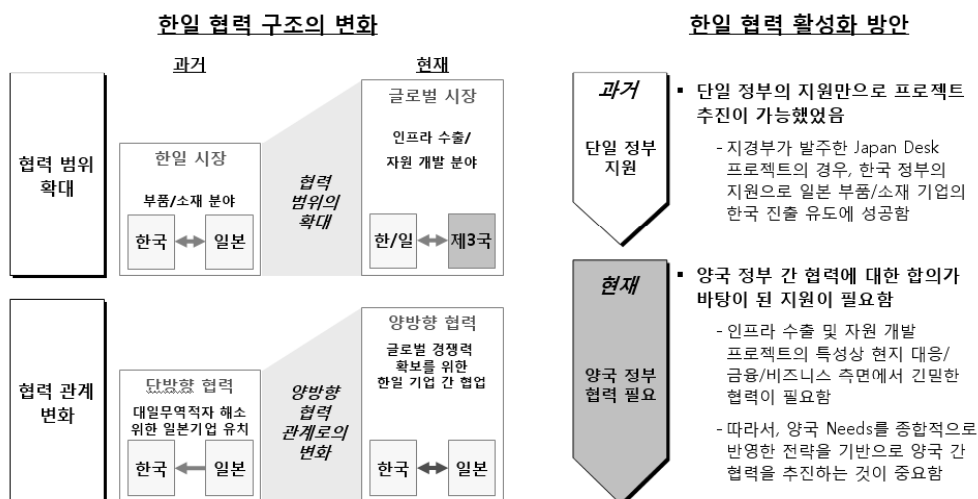 한일 협력 구조의 변화
과거
현재
협력 범위
확대
한일 시장
부품/소재 분야
한국
일본
협력
범위의
확대
글로벌 시장
인프라 수출/
자원 개발 분야
한/일
제3국
협력 관계
변화
단방향 협력
대일무역적자 해소
위한 일본기업 유치
한국
일본
양방향
협력
관계로의
변화
양방향 협력
글로벌 경쟁력
확보를 위한
한일 기업 간 협업
한국
일본
한일 협력 활성화 방안
과거
단일 정부
지원
▪ 단일 정부의 지원만으로 프로젝트
추진이 가능했었음
- 지경부가 발주한 Japan Desk
프로젝트의 경우, 한국 정부의
지원으로 일본 부품/소재 기업의
한국 진출 유도에 성공함
현재
양국 정부
협력 필요
▪ 양국 정부 간 협력에 대한 합의가
바탕이 된 지원이 필요함
- 인프라 수출 및 자원 개발
프로젝트의 특성상 현지 대응/
금융/비즈니스 측면에서 긴밀한
협력이 필요함
- 따라서, 양국 Needs를 종합적으로
반영한 전략을 기반으로 양국 간
협력을 추진하는 것이 중요함